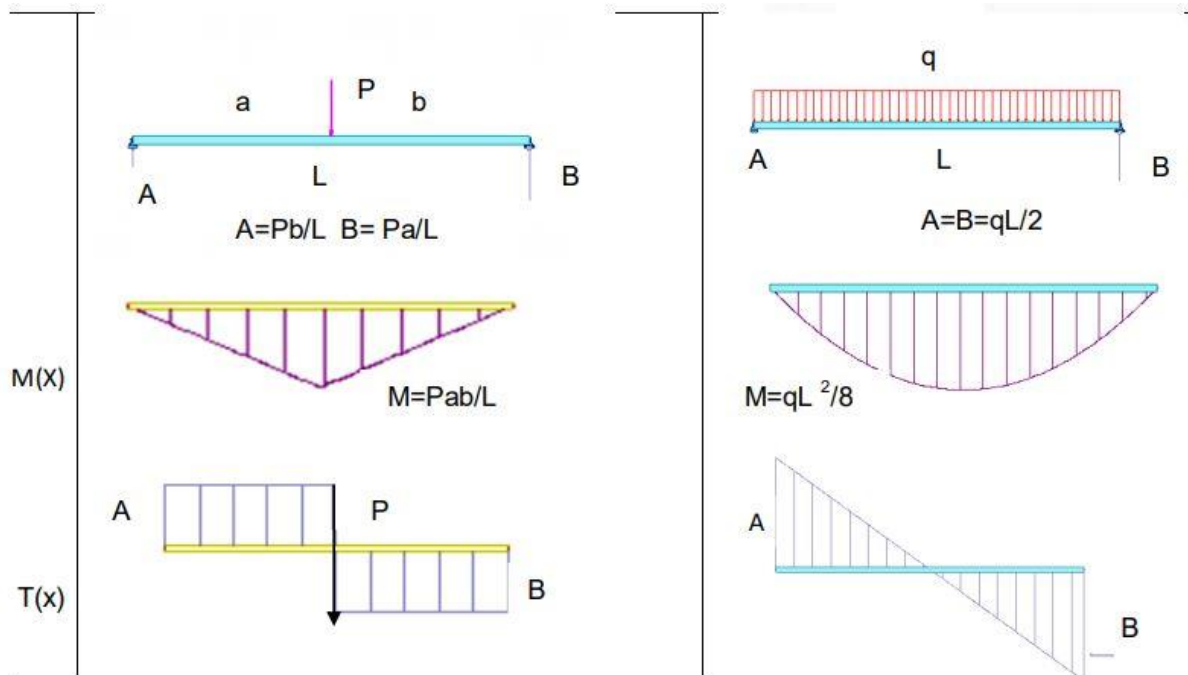 P
a
b
A
L
B
A=Pb/L B= Pa/L
M(X)
M=Pab/L
A
P
T(x)
B
q
A
L
B
A=B=qL/2
M=qL ²/8
A
B